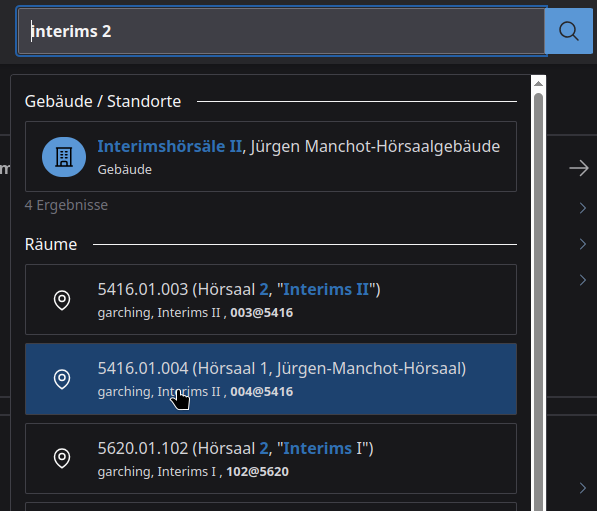 interims 2
Gebäude / Standorte
Interimshörsäle II, Jürgen Manchot-Hörsaalgebäude
Gebäude
4 Ergebnisse
Räume
5416.01.003 (Hörsaal 2, "Interims II")
garching, Interims II , 003@5416
5416.01.004 (Hörsaal 1, Jürgen-Manchot-Hörsaal)
garching, Interims II , 004@5416
5620.01.102 (Hörsaal 2, "Interims I")
garching, Interims I , 102@5620